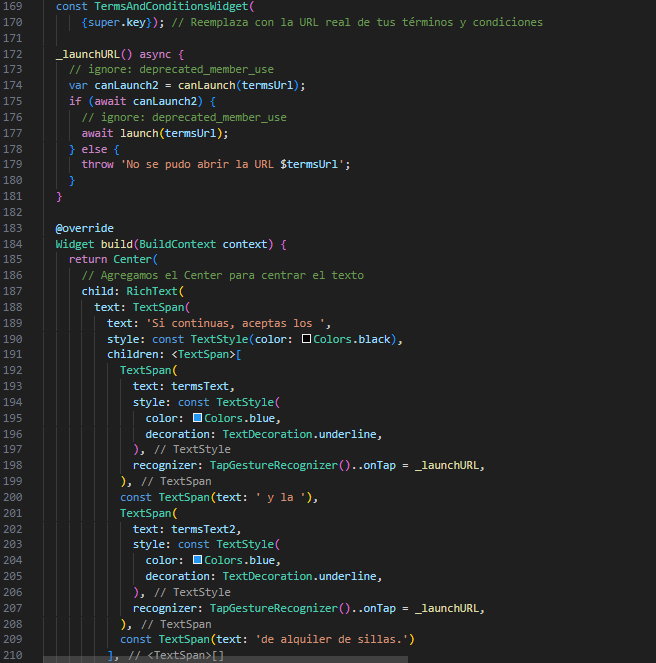 169 const TermsAndConditionsWidget(
170 {super.key}); // Reemplaza con la URL real de tus términos y condiciones
171
172 _launchURL() async {
173 // ignore: deprecated_member_use
174 var canLaunch2 = canLaunch(termsUrl);
175 if (await canLaunch2) {
176 // ignore: deprecated_member_use
177 await launch(termsUrl);
178 } else {
179 throw 'No se pudo abrir la URL $termsUrl';
180 }
181 }
182
183 @override
184 Widget build(BuildContext context) {
185 return Center(
186 // Agregamos el Center para centrar el texto
187 child: RichText(
188 text: TextSpan(
189 text: 'Si continuas, aceptas los ',
190 style: const TextStyle(color: Colors.black),
191 children: <TextSpan>[
192 TextSpan(
193 text: termsText,
194 style: const TextStyle(
195 color: Colors.blue,
196 decoration: TextDecoration.underline,
197 ), // TextStyle
198 recognizer: TapGestureRecognizer()..onTap = _launchURL,
199 ), // TextSpan
200 const TextSpan(text: ' y la '),
201 TextSpan(
202 text: termsText2,
203 style: const TextStyle(
204 color: Colors.blue,
205 decoration: TextDecoration.underline,
206 ), // TextStyle
207 recognizer: TapGestureRecognizer()..onTap = _launchURL,
208 ), // TextSpan
209 const TextSpan(text: 'de alquiler de sillas.')
210 ], // <TextSpan>[]